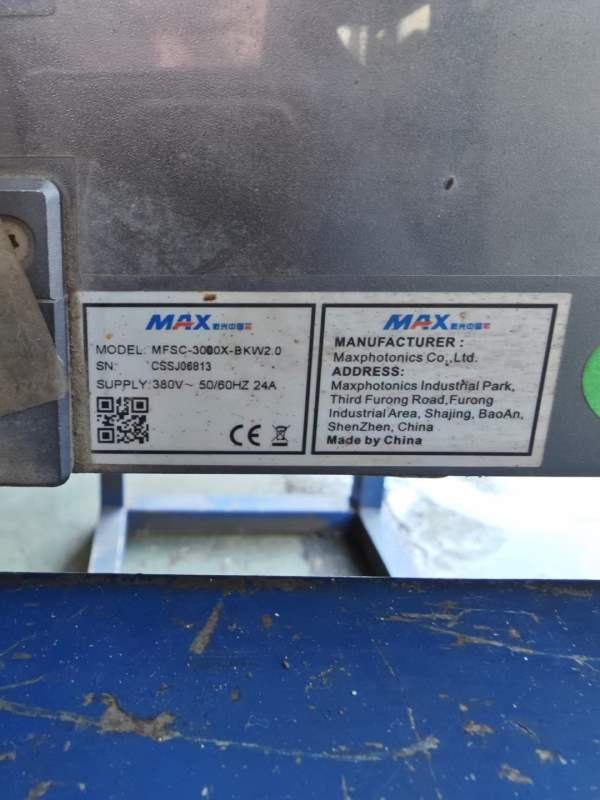 MAX
MODEL: MFSC-3000X-BKW2.0
SN: CSSJ06813
SUPPLY: 380V~ 50/60HZ 24A
CE
MAX
MANUFACTURER :
Maxphotonics Co,.Ltd.
ADDRESS:
Maxphotonics Industrial Park,
Third Furong Road,Furong
Industrial Area, Shajing, BaoAn,
ShenZhen, China
Made by China